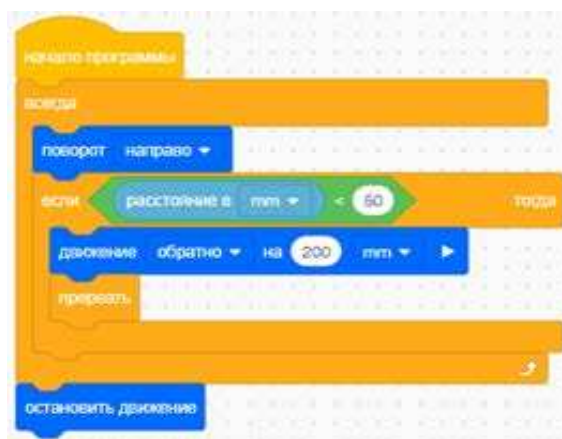 начало программы
всегда
поворот направо
если расстояние в mm < 50 тогда
движение обратно на 200 mm
прервать
остановить движение